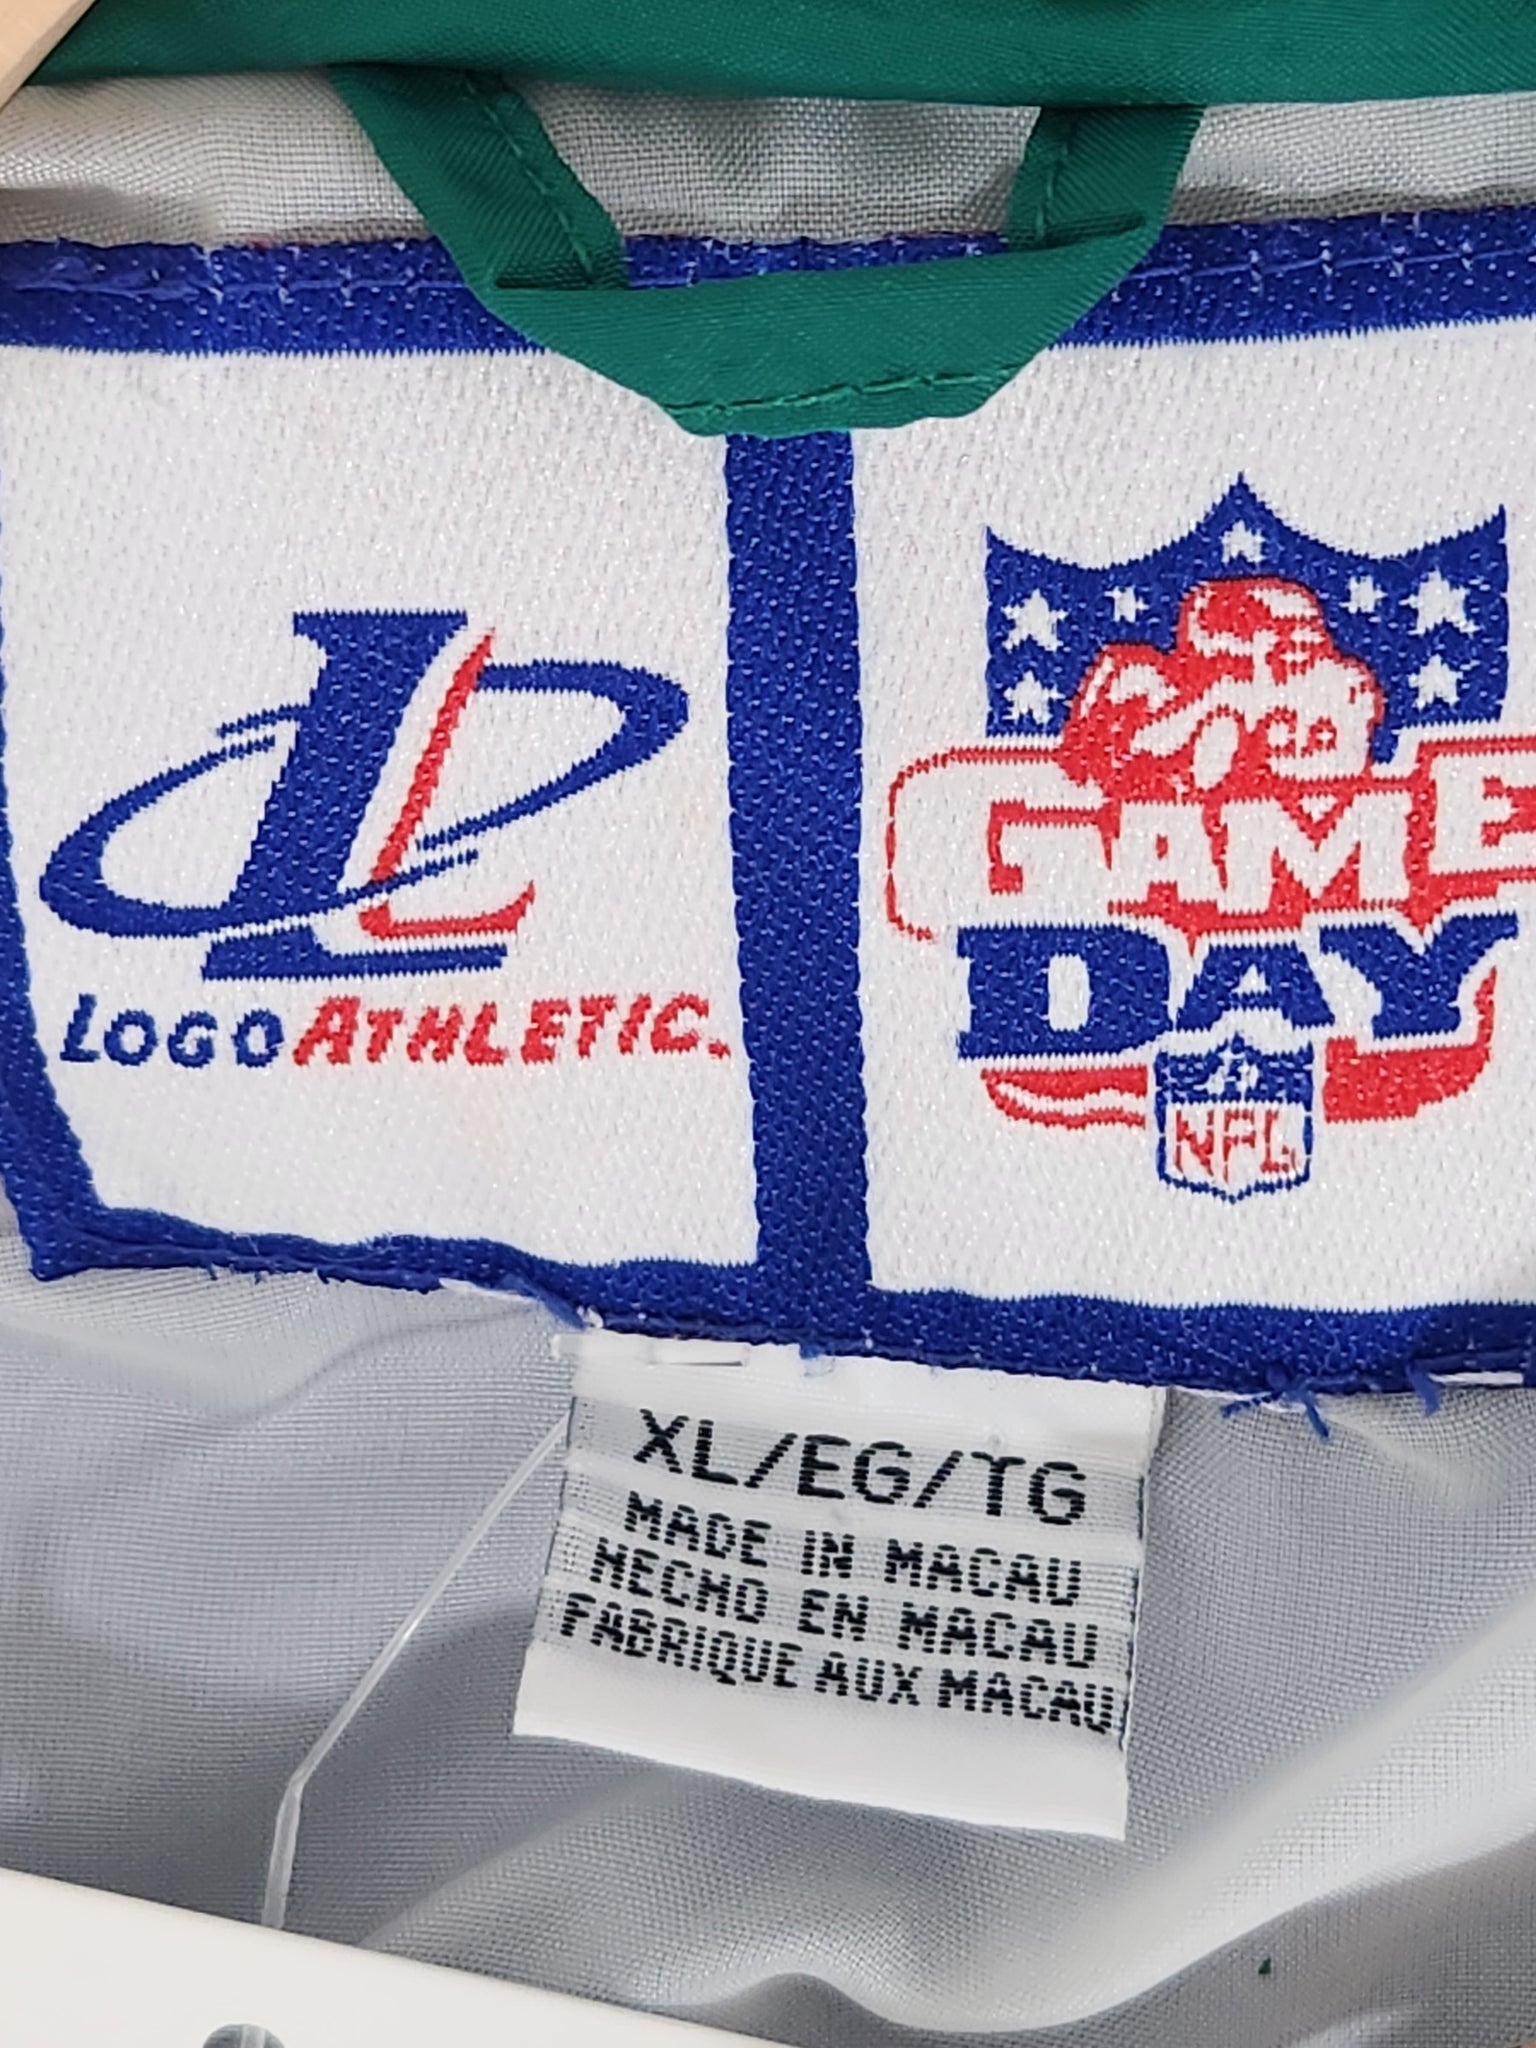 LOGO ATHLETIC
GAME
DAY
NFL
XL/EG/TG
MADE IN MACAU
HECHO EN MACAU
FABRIQUE AUX MACAU